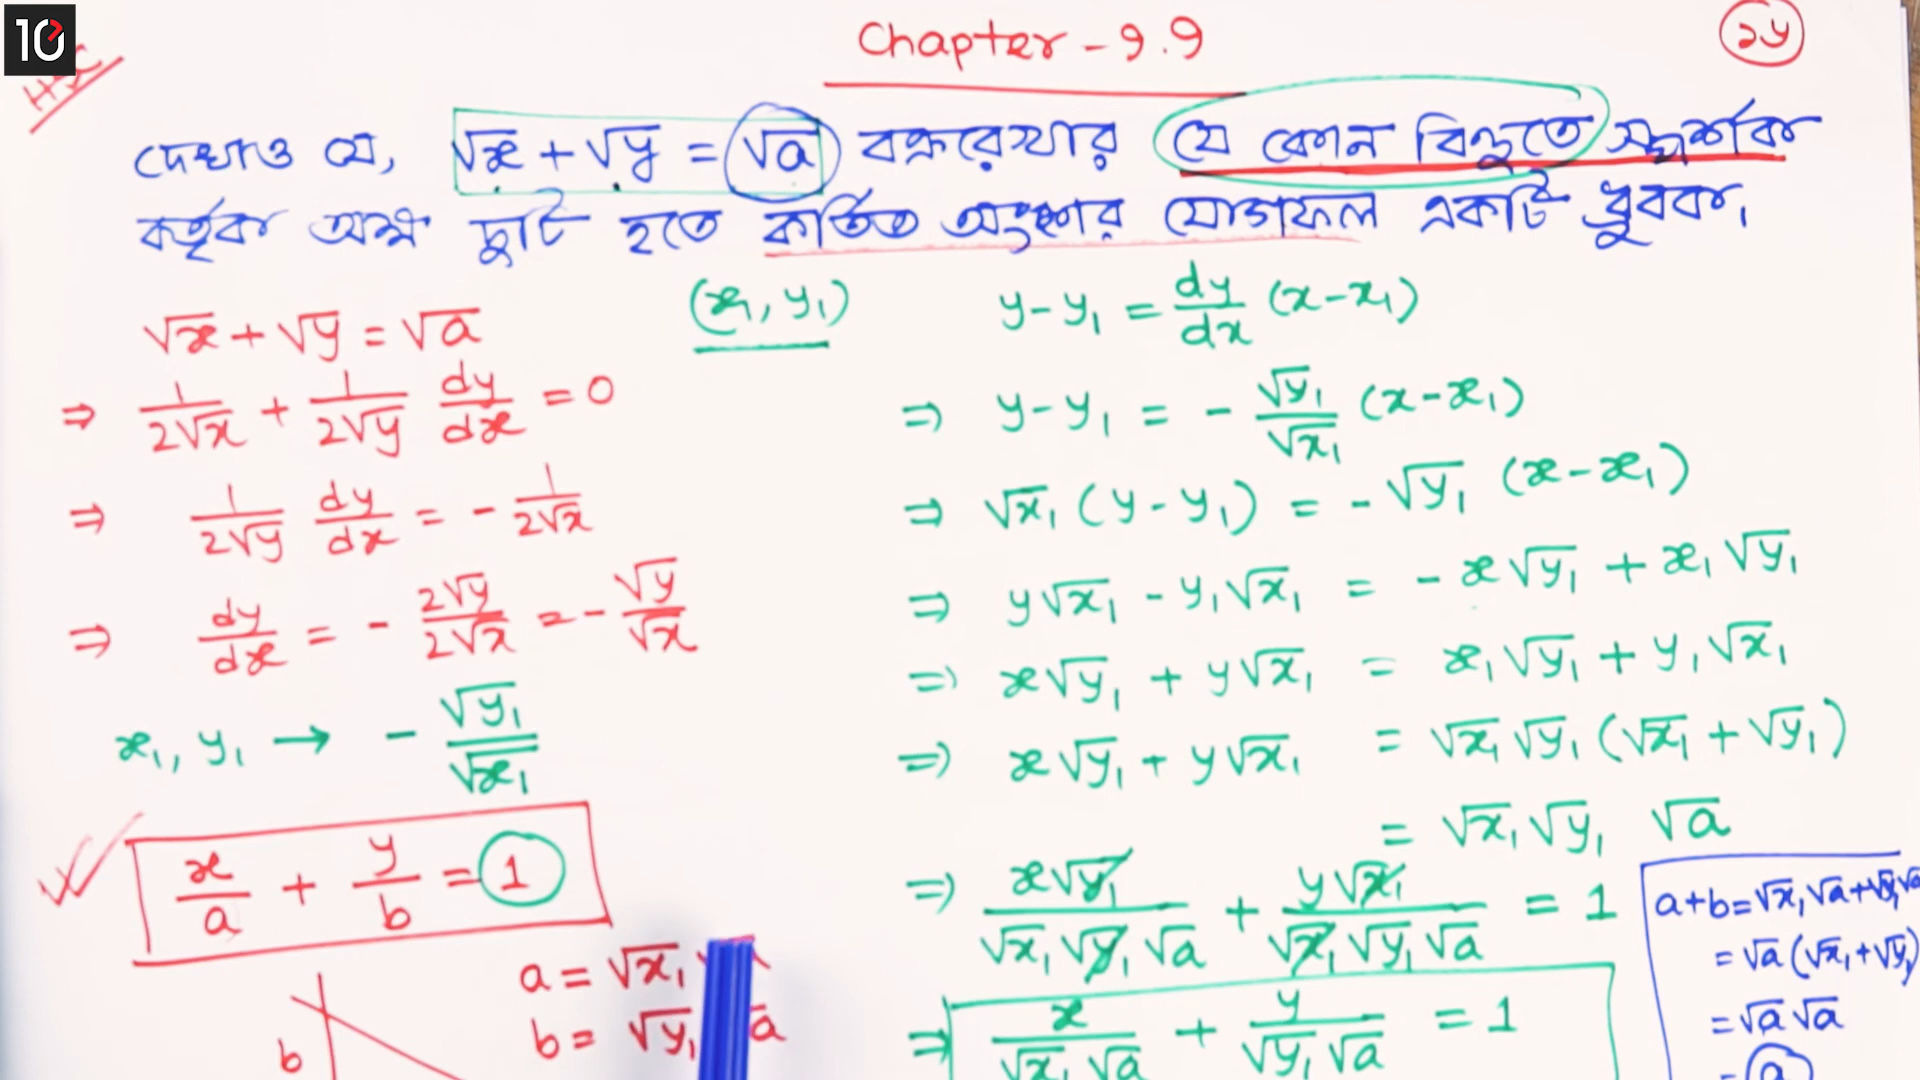 10
HSC
Chapter - 9.9
১৮
দেখাও যে, √x + √y = √a বক্ররেখার যে কোন বিন্দুতে স্পর্শক
কর্তৃক অক্ষ দুটি হতে কর্তিত অংশের যোগফল একটি ধ্রুবক।
√x + √y = √a
⇒ 1/(2√x) + 1/(2√y) dy/dx = 0
⇒ 1/(2√y) dy/dx = - 1/(2√x)
⇒ dy/dx = - 2√y/(2√x) = - √y/√x
x₁, y₁ → - √y₁/√x₁
x/a + y/b = 1
a = √x₁
b = √y₁ a
b
(x₁, y₁)
y - y₁ = dy/dx (x - x₁)
⇒ y - y₁ = - √y₁/√x₁ (x - x₁)
⇒ √x₁ (y - y₁) = - √y₁ (x - x₁)
⇒ y√x₁ - y₁√x₁ = - x√y₁ + x₁√y₁
⇒ x√y₁ + y√x₁ = x₁√y₁ + y₁√x₁
⇒ x√y₁ + y√x₁ = √x₁ √y₁ (√x₁ + √y₁)
= √x₁ √y₁ √a
⇒ x√y₁/(√x₁ √y₁ √a) + y√x₁/(√x₁ √y₁ √a) = 1
⇒ x/(√x₁ √a) + y/(√y₁ √a) = 1
a+b = √x₁ √a + √y₁ √a
= √a (√x₁ + √y₁)
= √a √a
= a